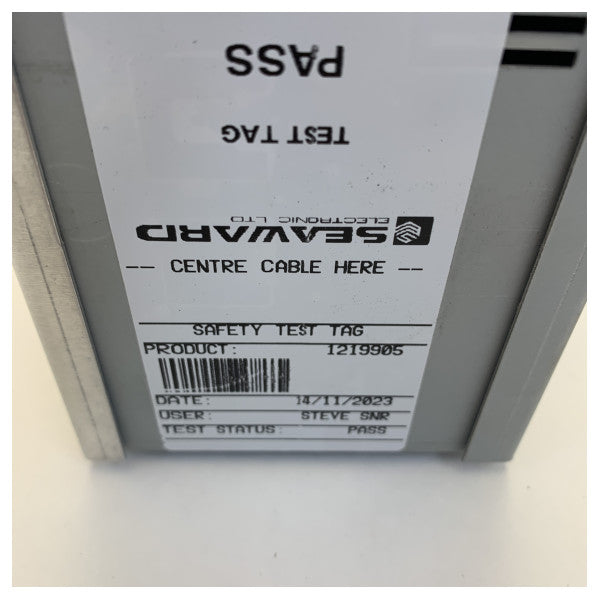 PASS
TEST TAG
SEAWARD
ELECTRONIC LTD
-- CENTRE CABLE HERE --
SAFETY TEST TAG
PRODUCT: 1219905
DATE: 14/11/2023
USER: STEVE SNR
TEST STATUS: PASS